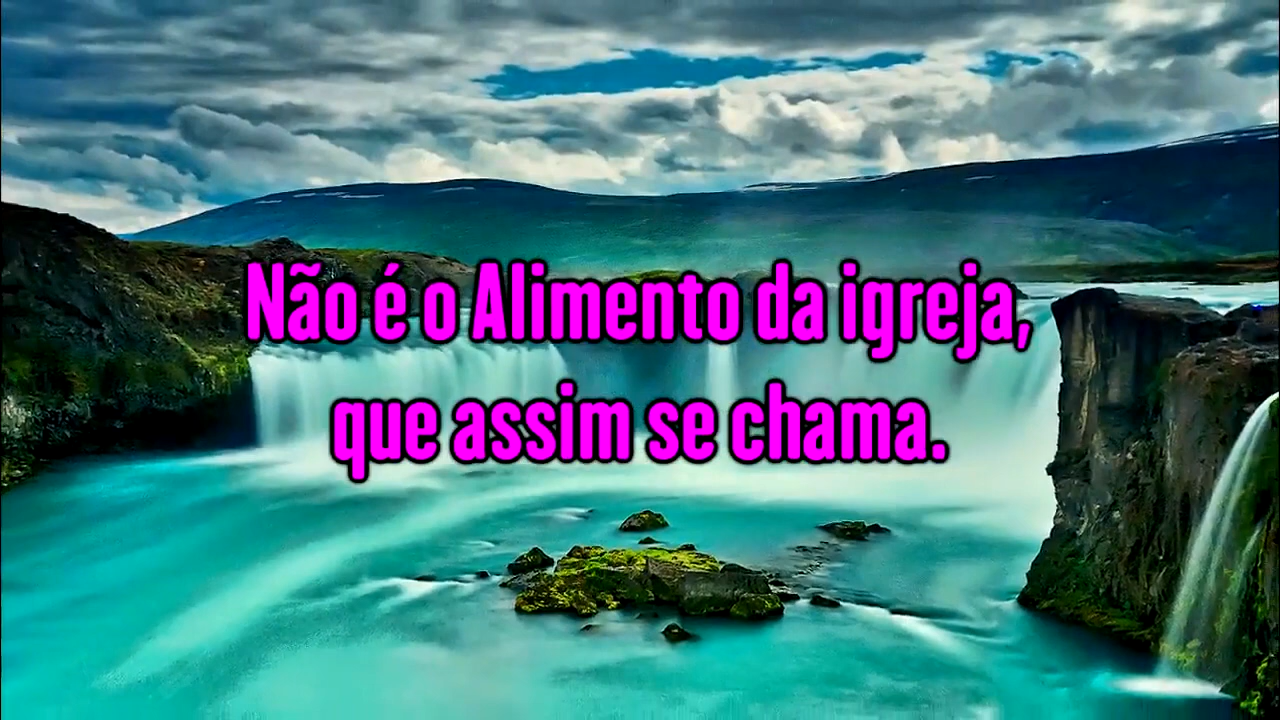 Não é o Alimento da igreja,
que assim se chama.